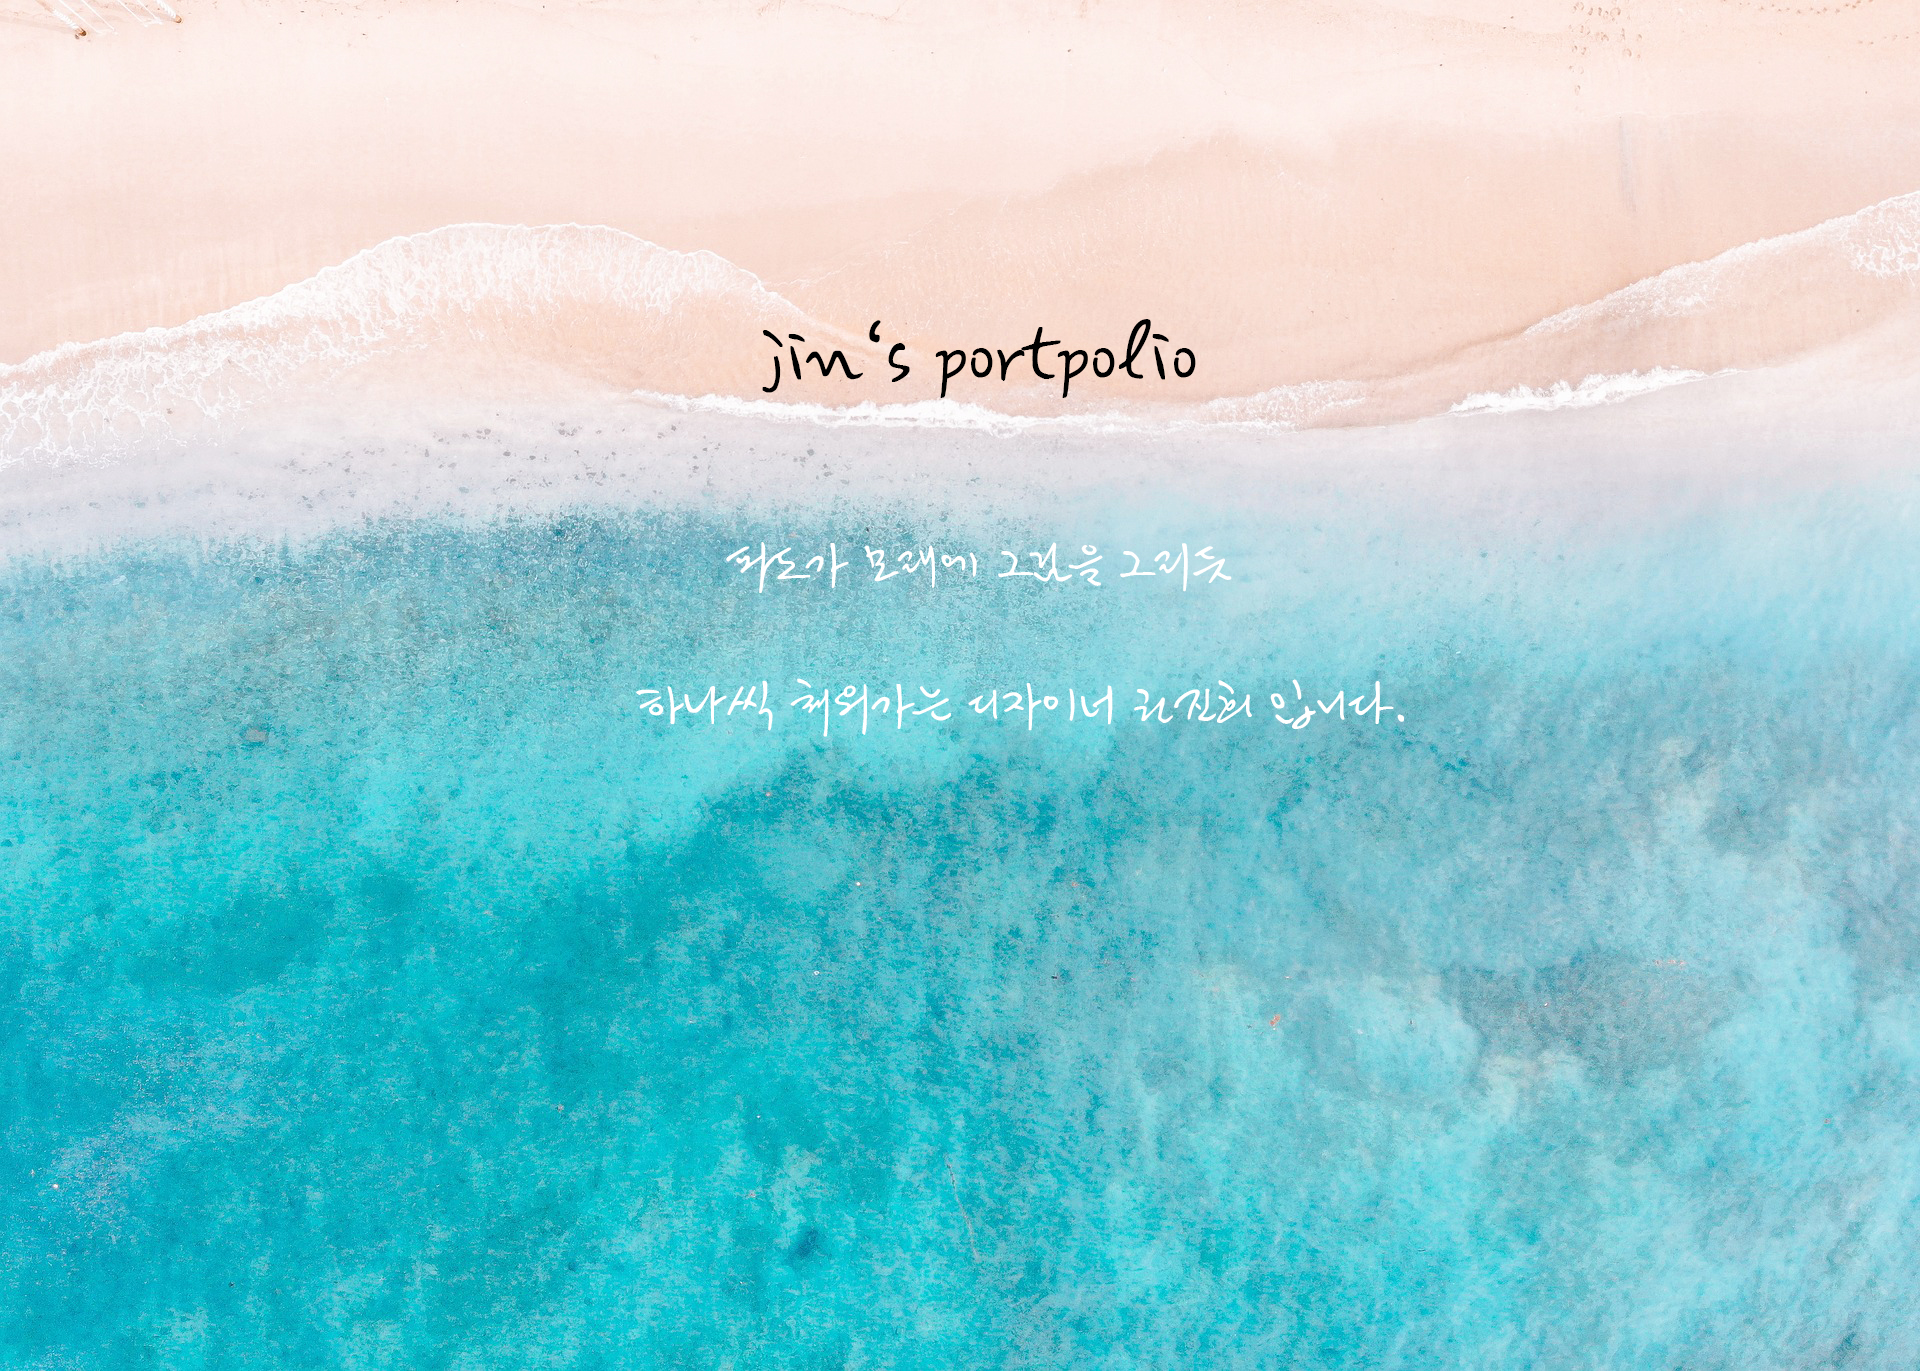 jin‘s portpolio
파도가 모래에 그림을 그리듯
하나씩 채워가는 디자이너 권진희 입니다.